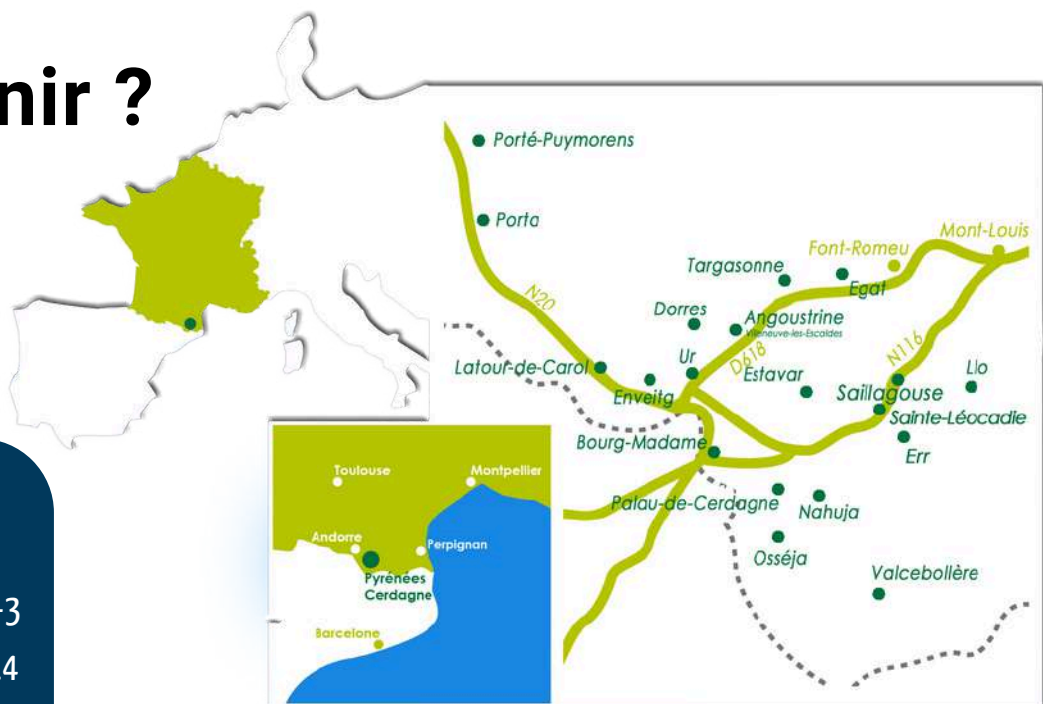 nir ?
Porté-Puymorens
Porta
N20
Mont-Louis
Font-Romeu
Targasonne
Egat
Dorres
Angoustrine
Villeneuve-les-Escaldes
D618
N116
Ur
Latour-de-Carol
Enveitg
Estavar
Saillagouse
Llo
Sainte-Léocadie
Err
Bourg-Madame
Palau-de-Cerdagne
Nahuja
Osséja
Valcebollère
Toulouse
Montpellier
Andorre
Perpignan
Pyrénées
Cerdagne
Barcelone
3
4